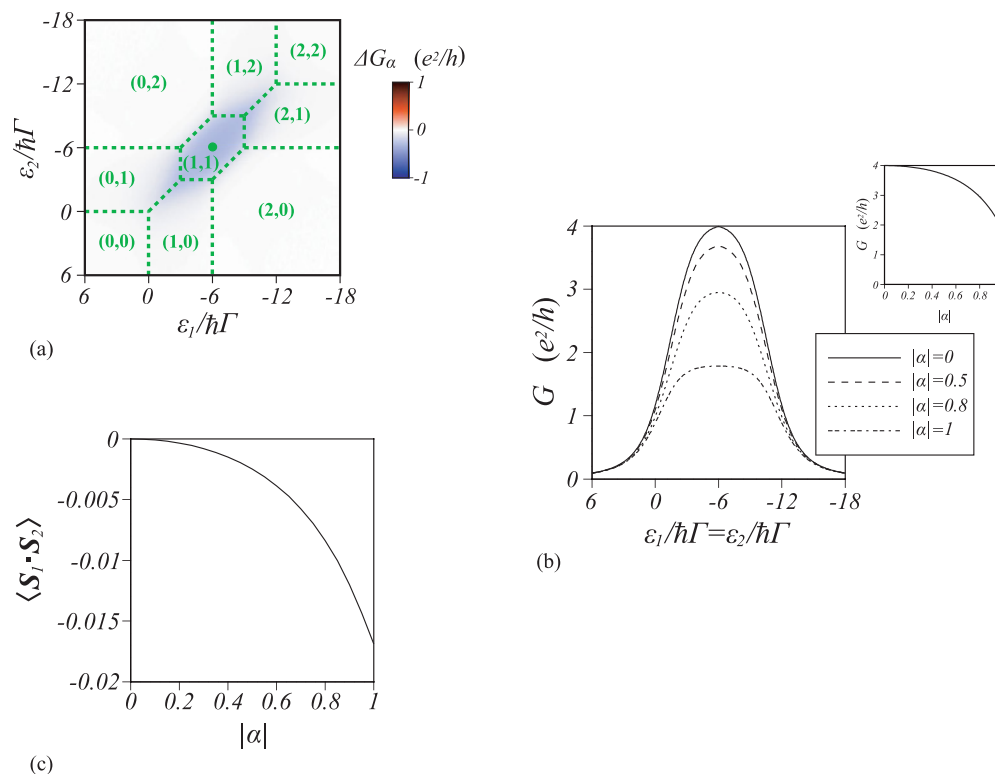 -18
-12
-6
0
6
ε₂/ħΓ
(0,2)
(1,2)
(2,2)
(2,1)
(1,1)
(0,1)
(2,0)
(0,0)
(1,0)
6 0 -6 -12 -18
ε₁/ħΓ
ΔG_α (e²/h)
1
0
-1
(a)
4
3
2
1
0
G (e²/h)
6 0 -6 -12 -18
ε₁/ħΓ=ε₂/ħΓ
4
3
2
1
0
G (e²/h)
0 0.2 0.4 0.6 0.8
|α|
|α|=0
|α|=0.5
|α|=0.8
|α|=1
(b)
0
-0.005
-0.01
-0.015
-0.02
⟨S₁·S₂⟩
0 0.2 0.4 0.6 0.8 1
|α|
(c)